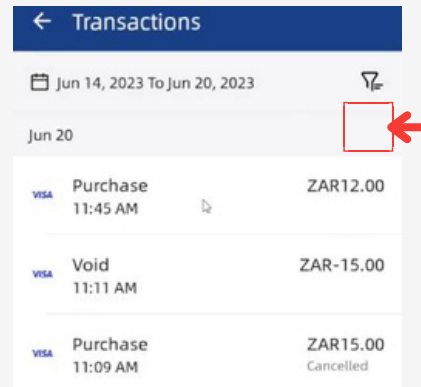 Transactions
Jun 14, 2023 To Jun 20, 2023
Jun 20
VISA Purchase ZAR12.00
11:45 AM
VISA Void ZAR-15.00
11:11 AM
VISA Purchase ZAR15.00
11:09 AM Cancelled